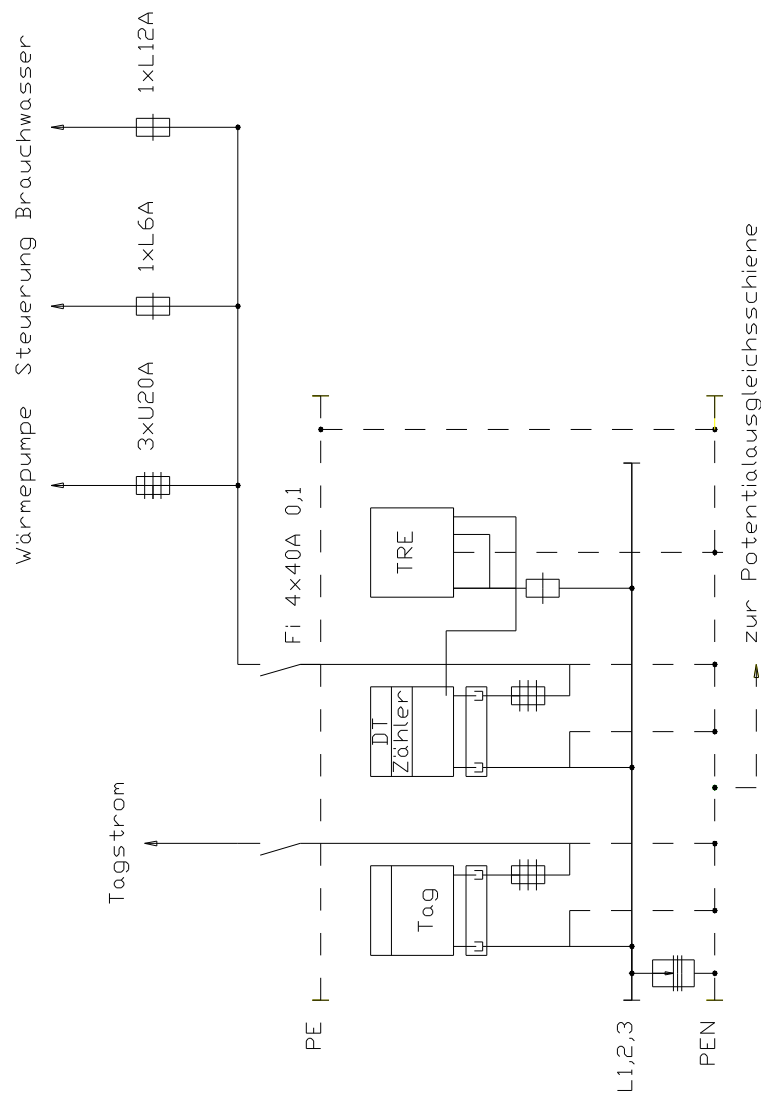 Wärmepumpe Steuerung Brauchwasser
Tagstrom
3xU20A
1xL6A
1xL12A
Fi 4x40A 0,1
Tag
DT
Zähler
TRE
PE
L1,2,3
PEN
zur Potentialausgleichsschiene